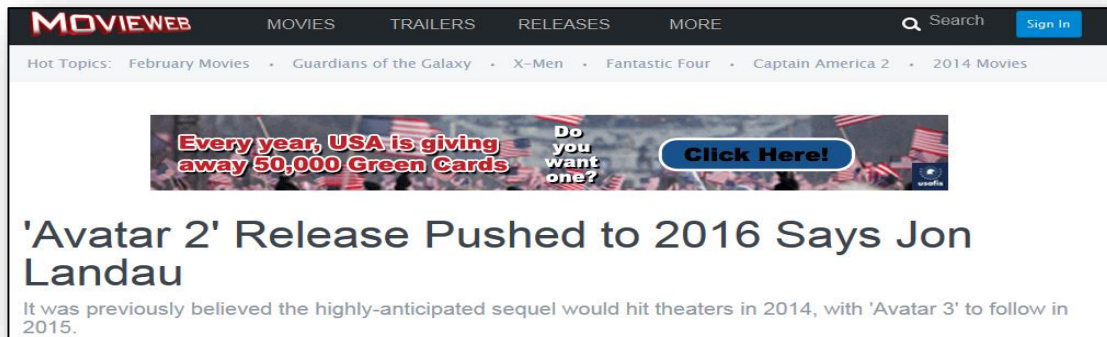 MOVIEWEB MOVIES TRAILERS RELEASES MORE Search Sign In
Hot Topics: February Movies • Guardians of the Galaxy • X-Men • Fantastic Four • Captain America 2 • 2014 Movies
Every year, USA is giving
away 50,000 Green Cards
Do
you
want
one?
Click Here!
usafis
'Avatar 2' Release Pushed to 2016 Says Jon
Landau
It was previously believed the highly-anticipated sequel would hit theaters in 2014, with 'Avatar 3' to follow in
2015.